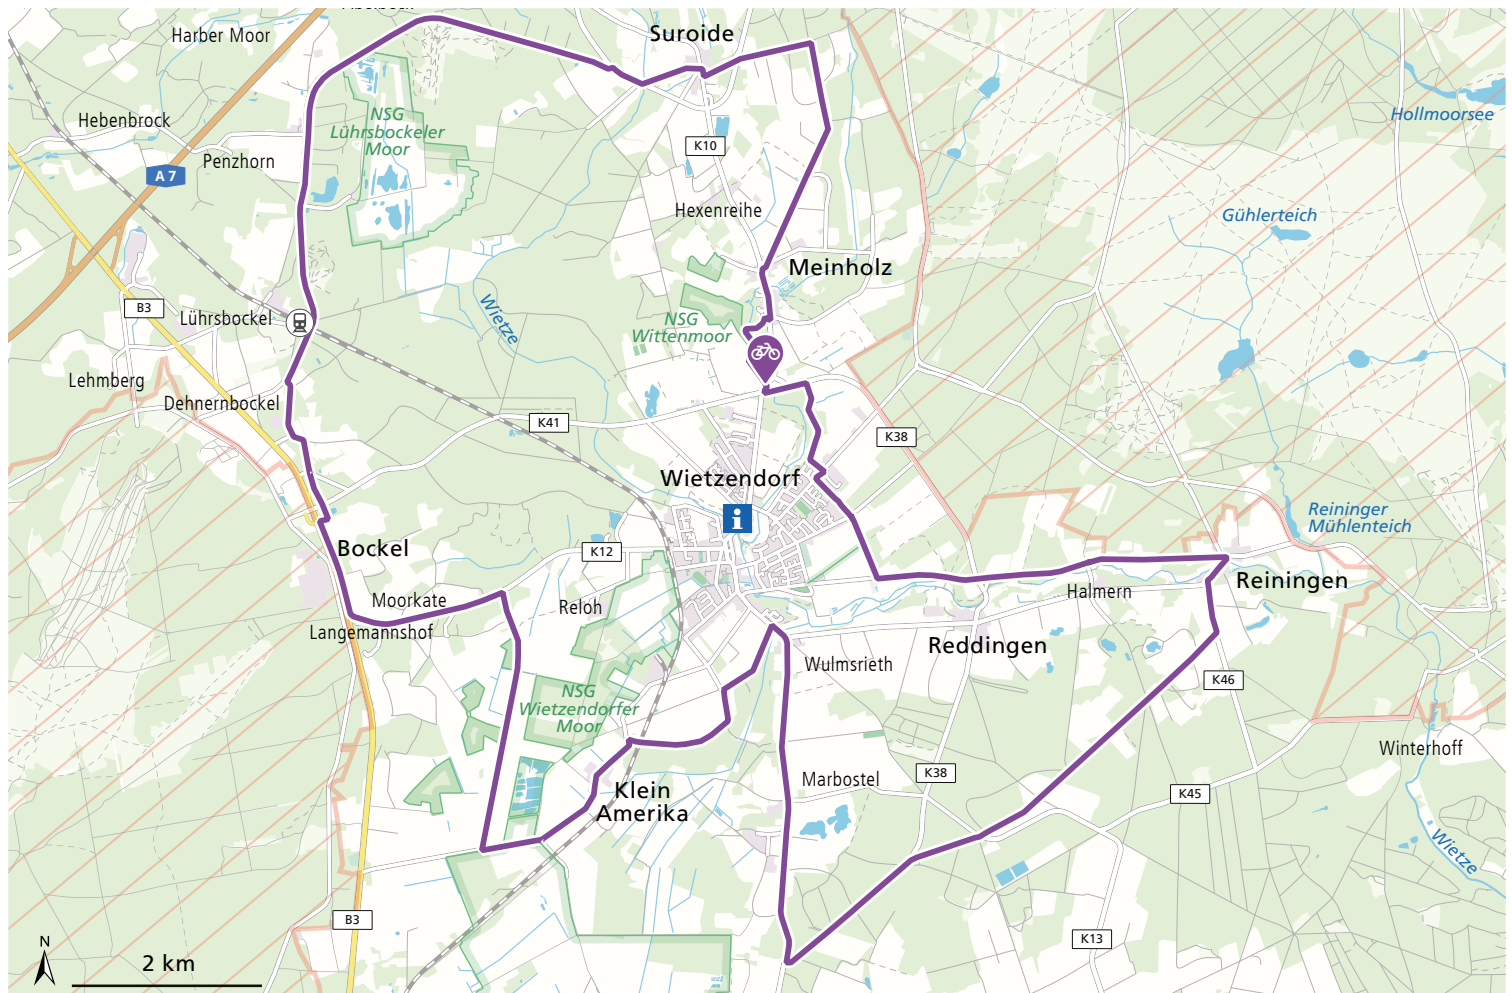 Suroide
Harber Moor
Hollmoorsee
NSG
Lührsbockeler
Moor
Hebenbrock
K10
Penzhorn
A 7
Hexenreihe
Gühlerteich
Meinholz
B3
Wietze
Lührsbockel
NSG
Wittenmoor
Lehmberg
Dehnernbockel
K41
K38
Wietzendorf
i
Reininger
Mühlenteich
Bockel
K12
Reiningen
Halmern
Moorkate
Reloh
Langemannshof
Reddingen
Wulmsrieth
K46
NSG
Wietzendorfer
Moor
Winterhoff
Marbostel
K38
Klein
Amerika
K45
Wietze
B3
K13
N
2 km